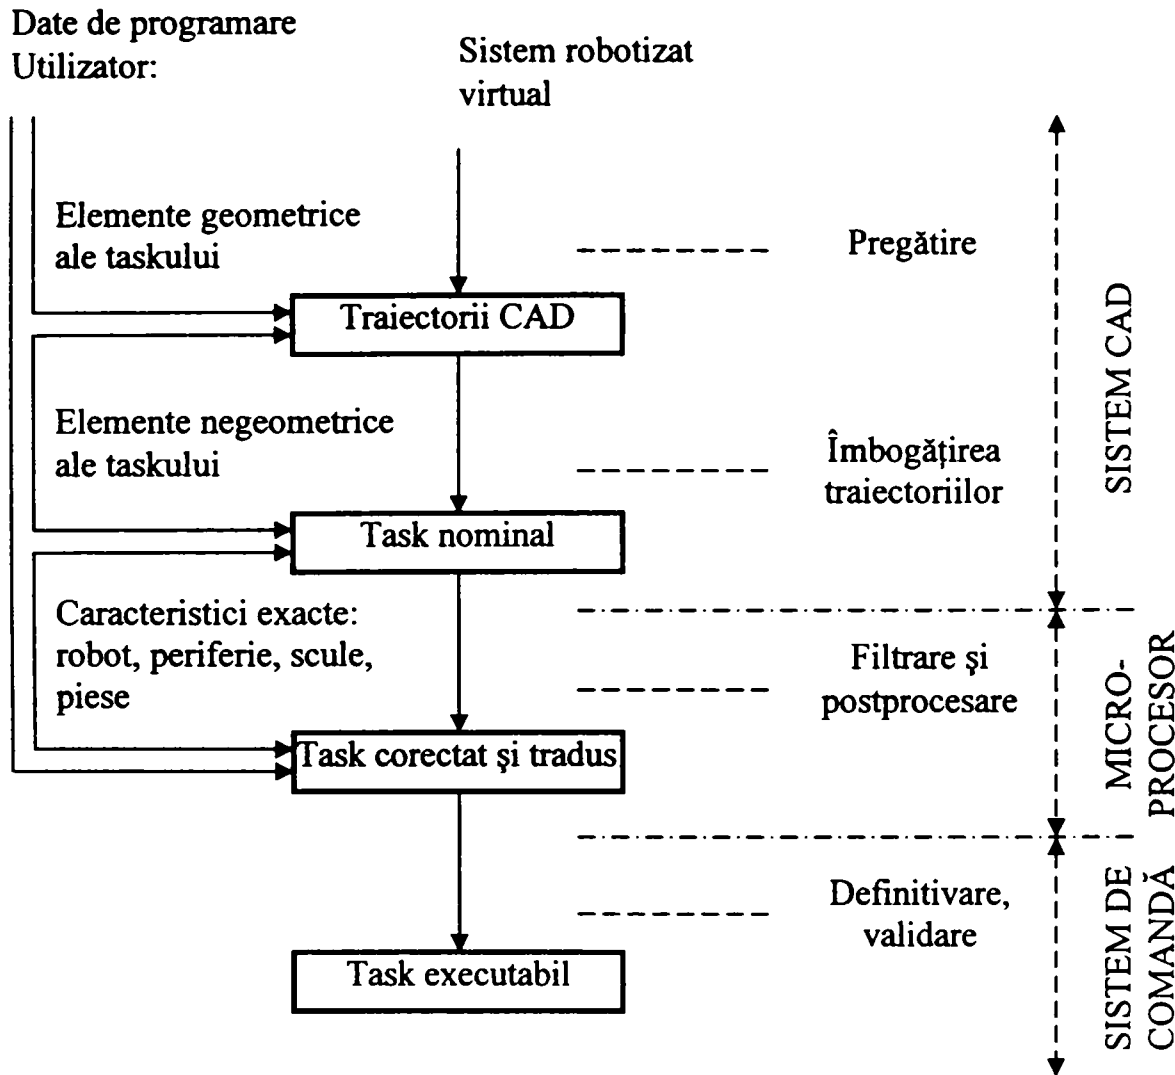 Date de programare
Utilizator:
Sistem robotizat
virtual
Elemente geometrice
ale taskului
Pregătire
Traiectorii CAD
Elemente negeometrice
ale taskului
Îmbogățirea
traiectoriilor
Task nominal
SISTEM CAD
Caracteristici exacte:
robot, periferie, scule,
piese
Filtrare și
postprocesare
Task corectat și tradus
MICRO-
PROCESOR
Definitivare,
validare
Task executabil
SISTEM DE
COMANDĂ